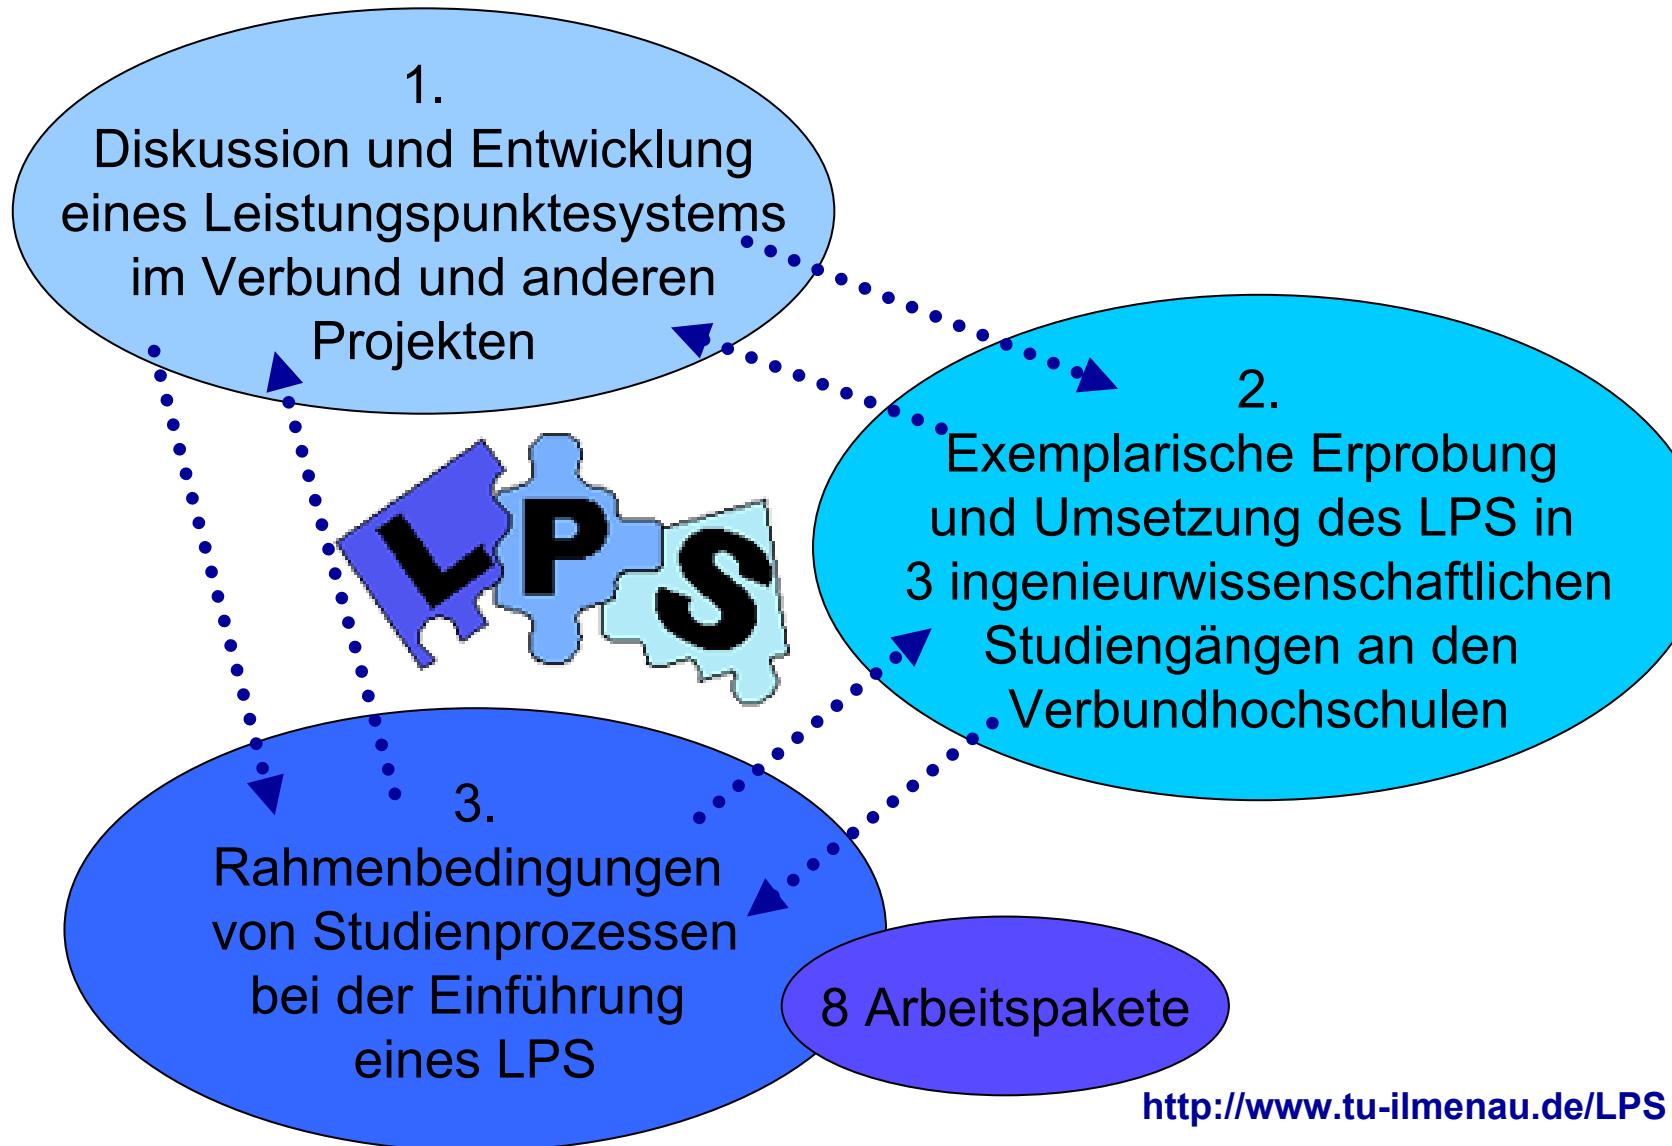 1.
Diskussion und Entwicklung
eines Leistungspunktesystems
im Verbund und anderen
Projekten
2.
Exemplarische Erprobung
und Umsetzung des LPS in
3 ingenieurwissenschaftlichen
Studiengängen an den
Verbundhochschulen
LPS
3.
Rahmenbedingungen
von Studienprozessen
bei der Einführung
eines LPS
8 Arbeitspakete
http://www.tu-ilmenau.de/LPS